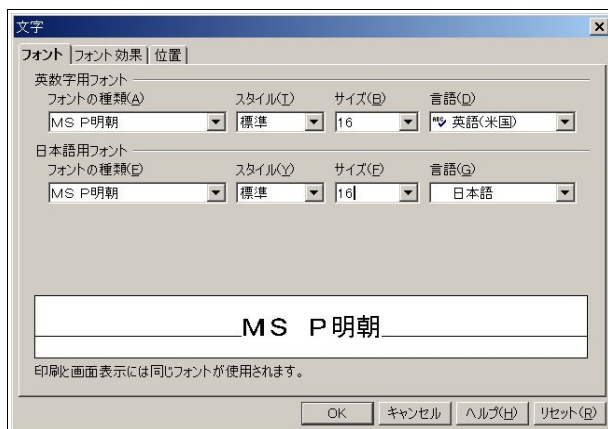 文字
フォント フォント効果 位置
英数字用フォント
フォントの種類(A) スタイル(T) サイズ(B) 言語(D)
MS P明朝 標準 16 英語(米国)
日本語用フォント
フォントの種類(E) スタイル(Y) サイズ(F) 言語(G)
MS P明朝 標準 16 日本語
MS P明朝
印刷と画面表示には同じフォントが使用されます。
OK キャンセル ヘルプ(H) リセット(R)